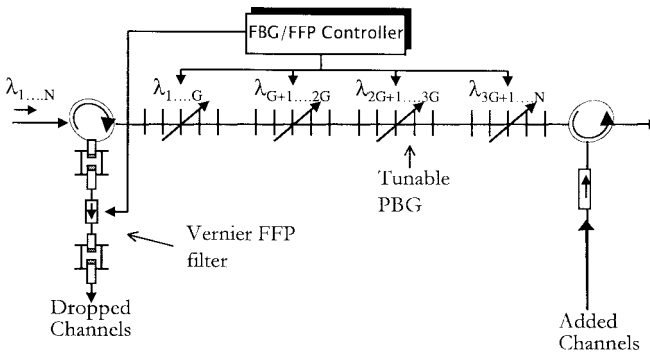 FBG/FFP Controller
λ1....N
λ1....G
λG+1....2G
λ2G+1....3G
λ3G+1....N
Tunable
PBG
Vernier FFP
filter
Dropped
Channels
Added
Channels